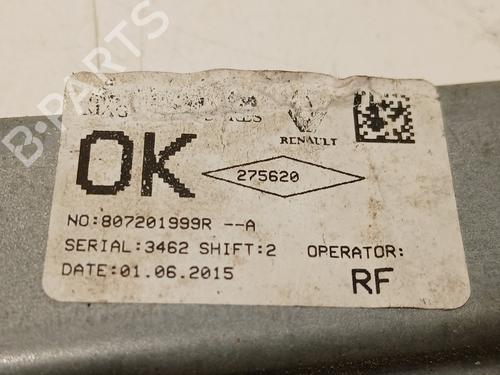 RENAULT
OK
275620
NO:807201999R --A
SERIAL:3462 SHIFT:2 OPERATOR:
DATE:01.06.2015 RF
B-PARTS